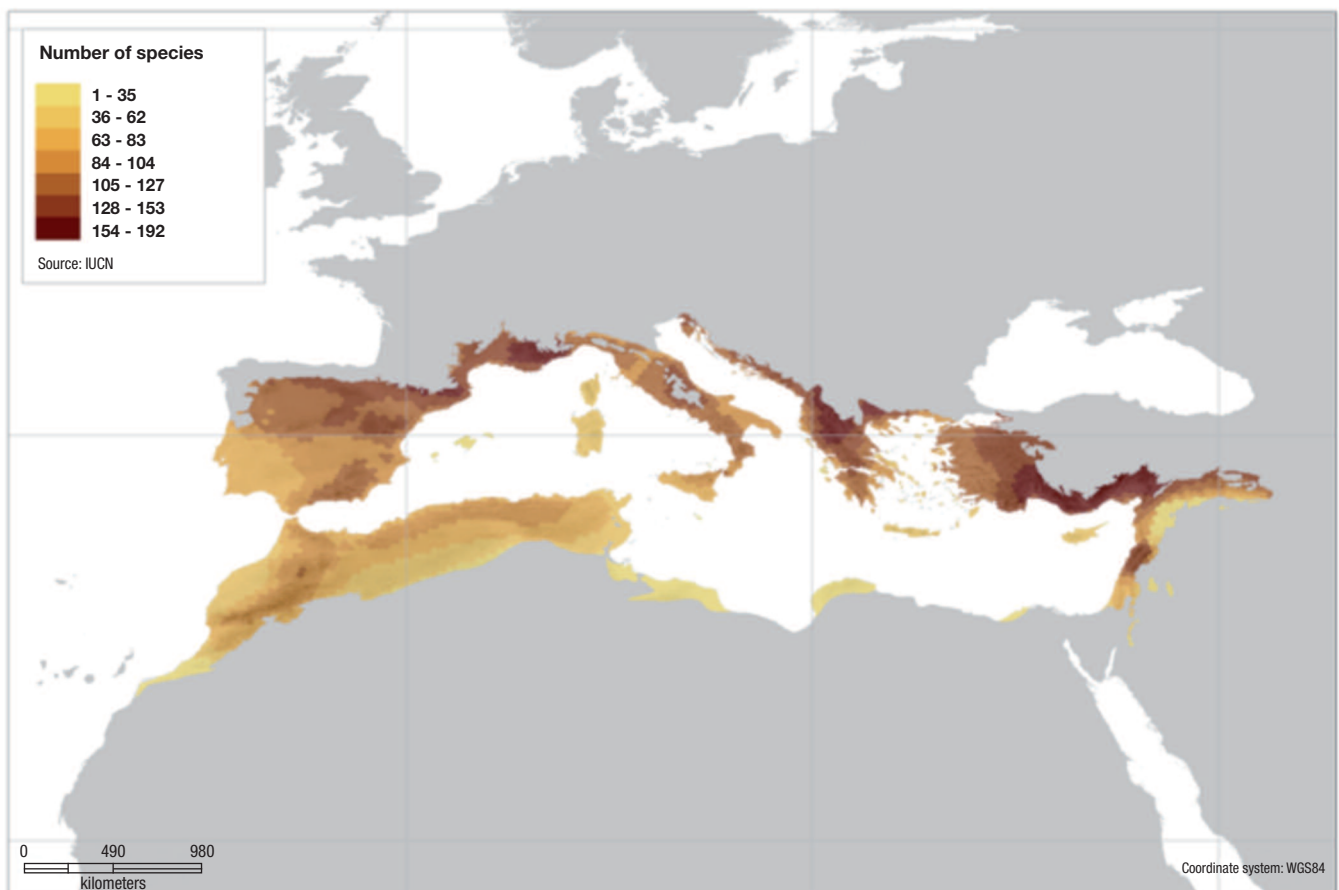 Number of species
1 - 35
36 - 62
63 - 83
84 - 104
105 - 127
128 - 153
154 - 192
Source: IUCN
0 490 980
kilometers
Coordinate system: WGS84